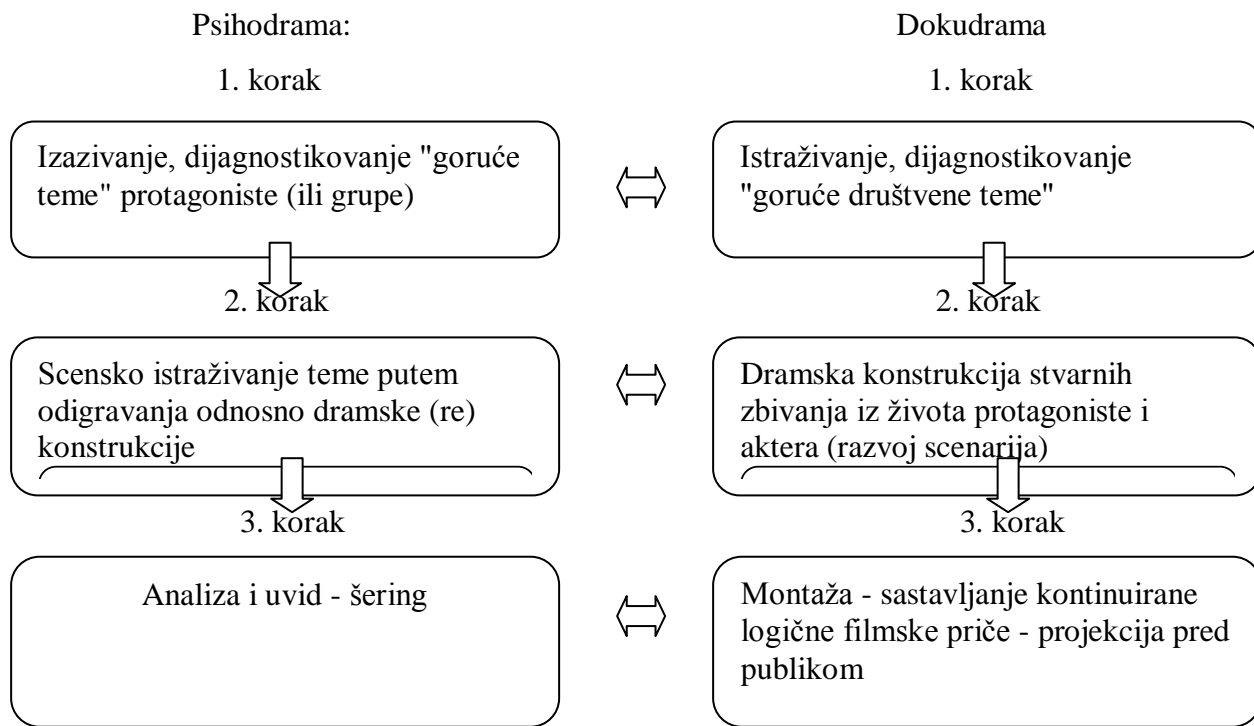 Psihodrama:
Dokudrama
1. korak
1. korak
Izazivanje, dijagnostikovanje "goruće
teme" protagoniste (ili grupe)
Istraživanje, dijagnostikovanje
"goruće društvene teme"
2. korak
2. korak
Scensko istraživanje teme putem
odigravanja odnosno dramske (re)
konstrukcije
Dramska konstrukcija stvarnih
zbivanja iz života protagoniste i
aktera (razvoj scenarija)
3. korak
3. korak
Analiza i uvid - šering
Montaža - sastavljanje kontinuirane
logične filmske priče - projekcija pred
publikom